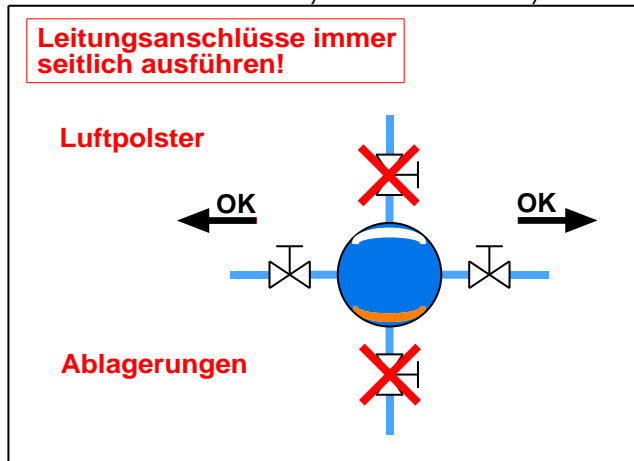 Leitungsanschlüsse immer
seitlich ausführen!
Luftpolster
OK
OK
Ablagerungen